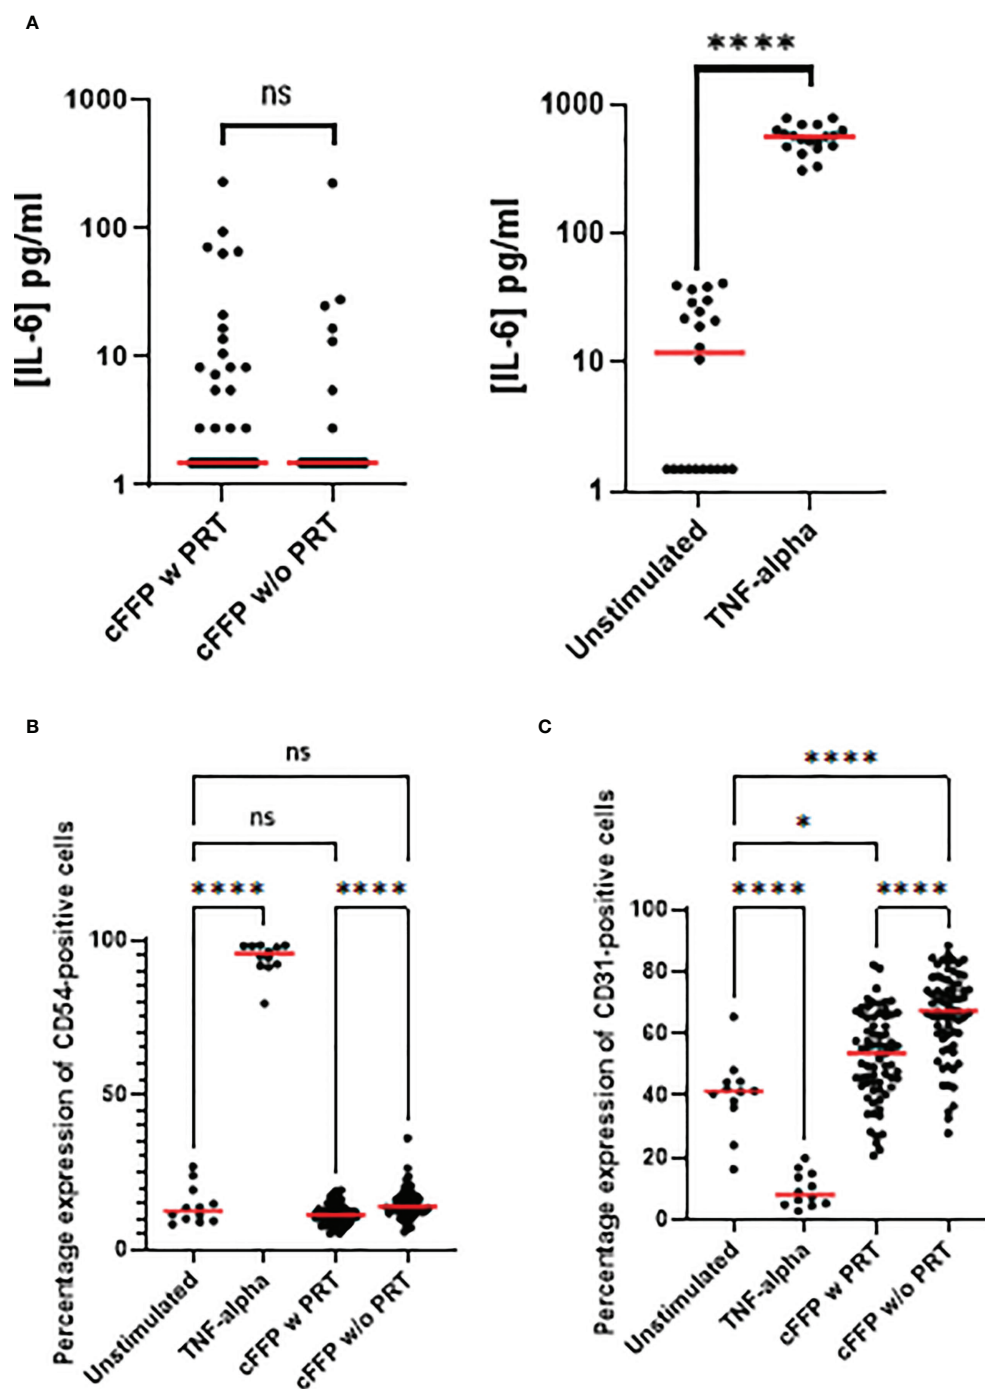 A
ns
1000
100
10
1
[IL-6] pg/ml
cFFP w PRT
cFFP w/o PRT
****
1000
100
10
1
[IL-6] pg/ml
Unstimulated
TNF-alpha
B
ns
ns
**** ****
100
50
0
Percentage expression of CD54-positive cells
Unstimulated
TNF-alpha
cFFP w PRT
cFFP w/o PRT
C
****
*
**** ****
100
80
60
40
20
0
Percentage expression of CD31-positive cells
Unstimulated
TNF-alpha
cFFP w PRT
cFFP w/o PRT